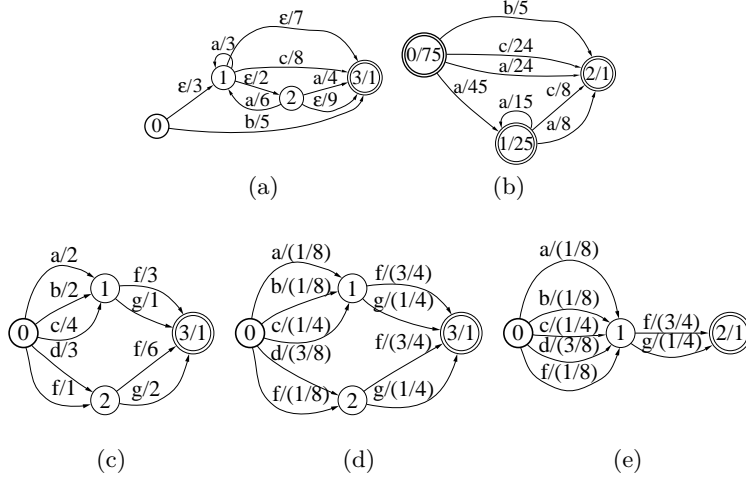 ε/7
a/3
c/8
1
ε/2
a/4
3/1
ε/3
a/6
2
ε/9
0
b/5
(a)
b/5
0/75
c/24
a/24
2/1
a/45
a/15
c/8
1/25
a/8
(b)
a/2
1
f/3
b/2
g/1
c/4
0
3/1
d/3
f/6
f/1
2
g/2
(c)
a/(1/8)
1
f/(3/4)
b/(1/8)
g/(1/4)
c/(1/4)
0
3/1
d/(3/8)
f/(3/4)
f/(1/8)
2
g/(1/4)
(d)
a/(1/8)
b/(1/8)
0
c/(1/4)
1
f/(3/4)
2/1
d/(3/8)
g/(1/4)
f/(1/8)
(e)